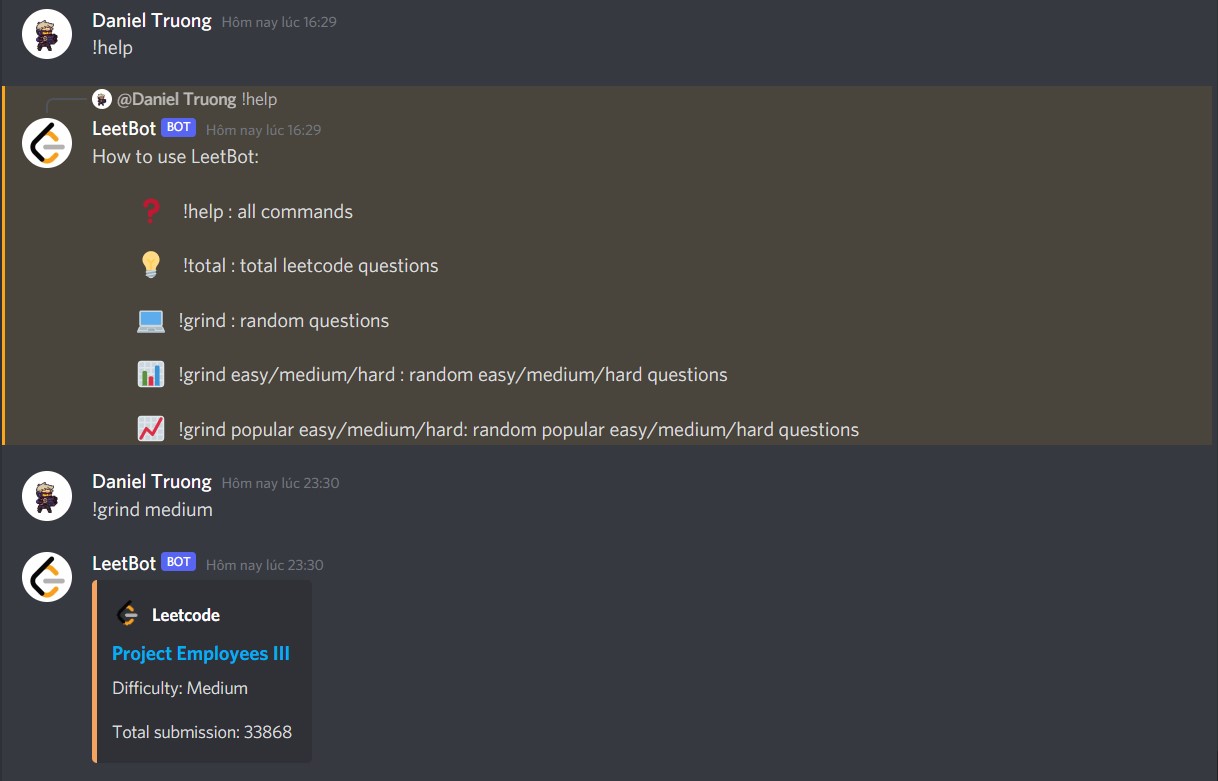 Daniel Truong Hôm nay lúc 16:29
!help
@Daniel Truong !help
LeetBot BOT Hôm nay lúc 16:29
How to use LeetBot:
❓ !help : all commands
💡 !total : total leetcode questions
💻 !grind : random questions
📊 !grind easy/medium/hard : random easy/medium/hard questions
📈 !grind popular easy/medium/hard: random popular easy/medium/hard questions
Daniel Truong Hôm nay lúc 23:30
!grind medium
LeetBot BOT Hôm nay lúc 23:30
Leetcode
Project Employees III
Difficulty: Medium
Total submission: 33868